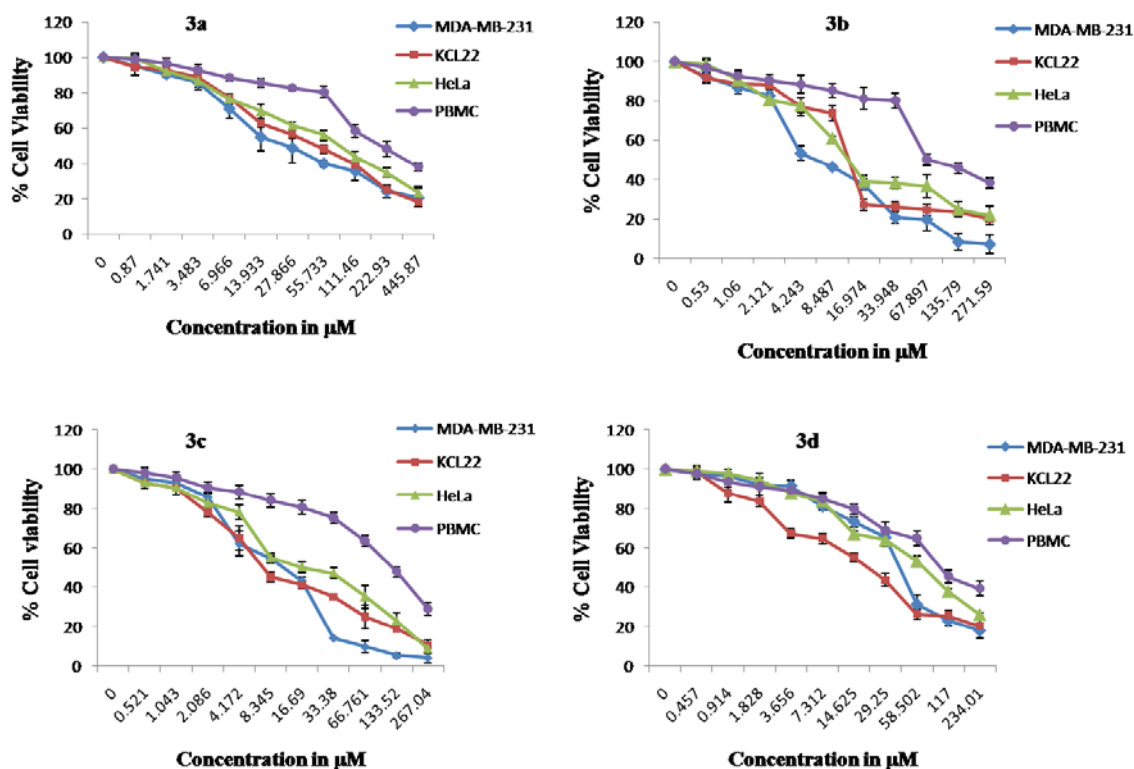 3a
120
100
80
60
40
20
0
% Cell Viability
0 0.87 1.741 3.483 6.966 13.933 27.866 55.733 111.46 222.93 445.87
Concentration in µM
MDA-MB-231
KCL22
HeLa
PBMC
3b
120
100
80
60
40
20
0
% Cell Viability
0 0.53 1.06 2.121 4.243 8.487 16.974 33.948 67.897 135.79 271.59
Concentration in µM
MDA-MB-231
KCL22
HeLa
PBMC
3c
120
100
80
60
40
20
0
% Cell viability
0 0.521 1.043 2.086 4.172 8.345 16.69 33.38 66.761 133.52 267.04
Concentration in µM
MDA-MB-231
KCL22
HeLa
PBMC
3d
120
100
80
60
40
20
0
% Cell Viability
0 0.457 0.914 1.828 3.656 7.312 14.625 29.25 58.502 117 234.01
Concentration in µM
MDA-MB-231
KCL22
HeLa
PBMC